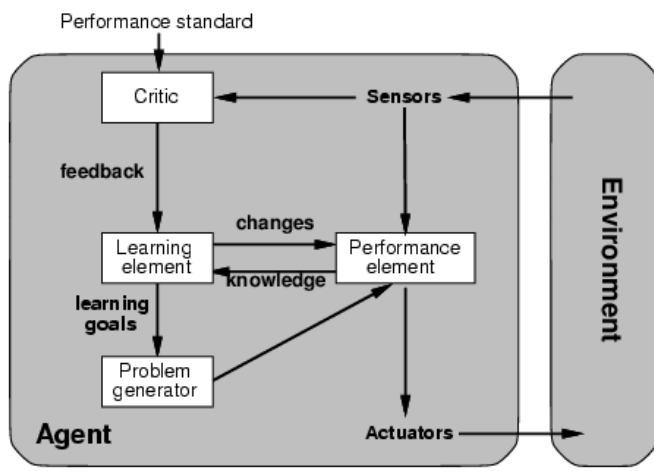 Performance standard
Critic
Sensors
feedback
changes
Learning
element
Performance
element
knowledge
learning
goals
Problem
generator
Agent
Actuators
Environment